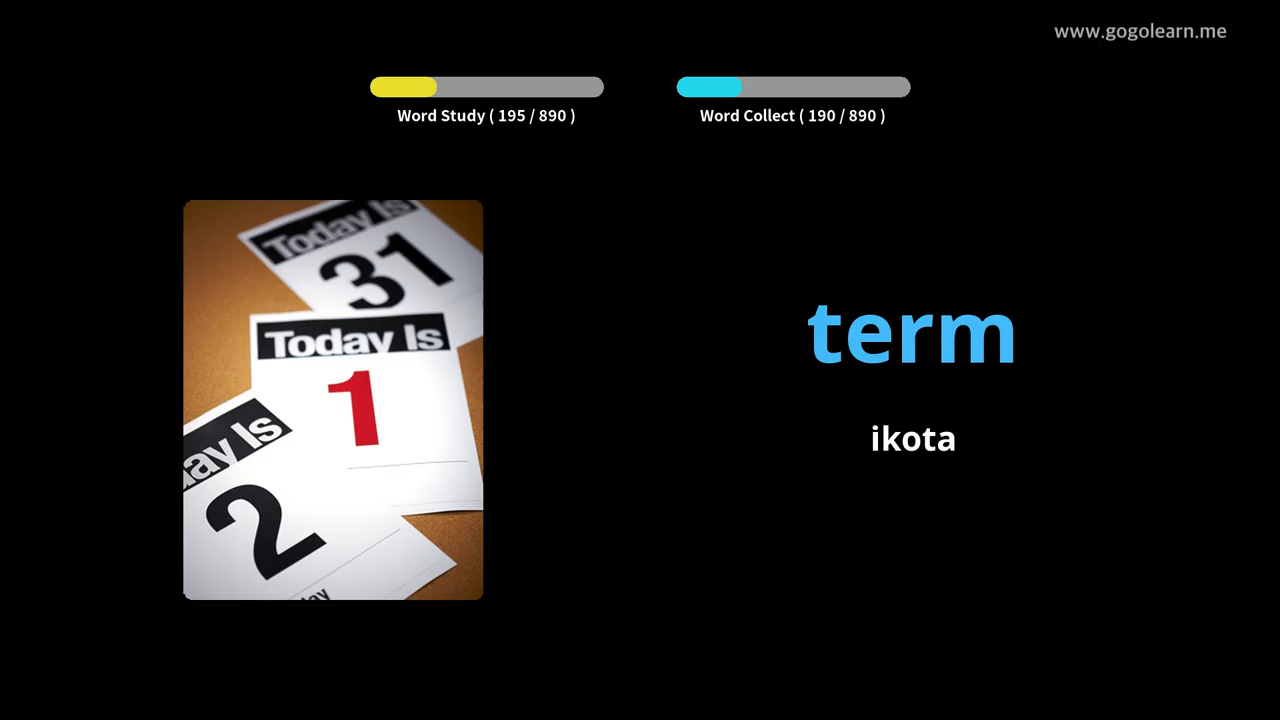 www.gogolearn.me
Word Study ( 195 / 890 )
Word Collect ( 190 / 890 )
Today Is
31
Today Is
1
ay Is
2
term
ikota